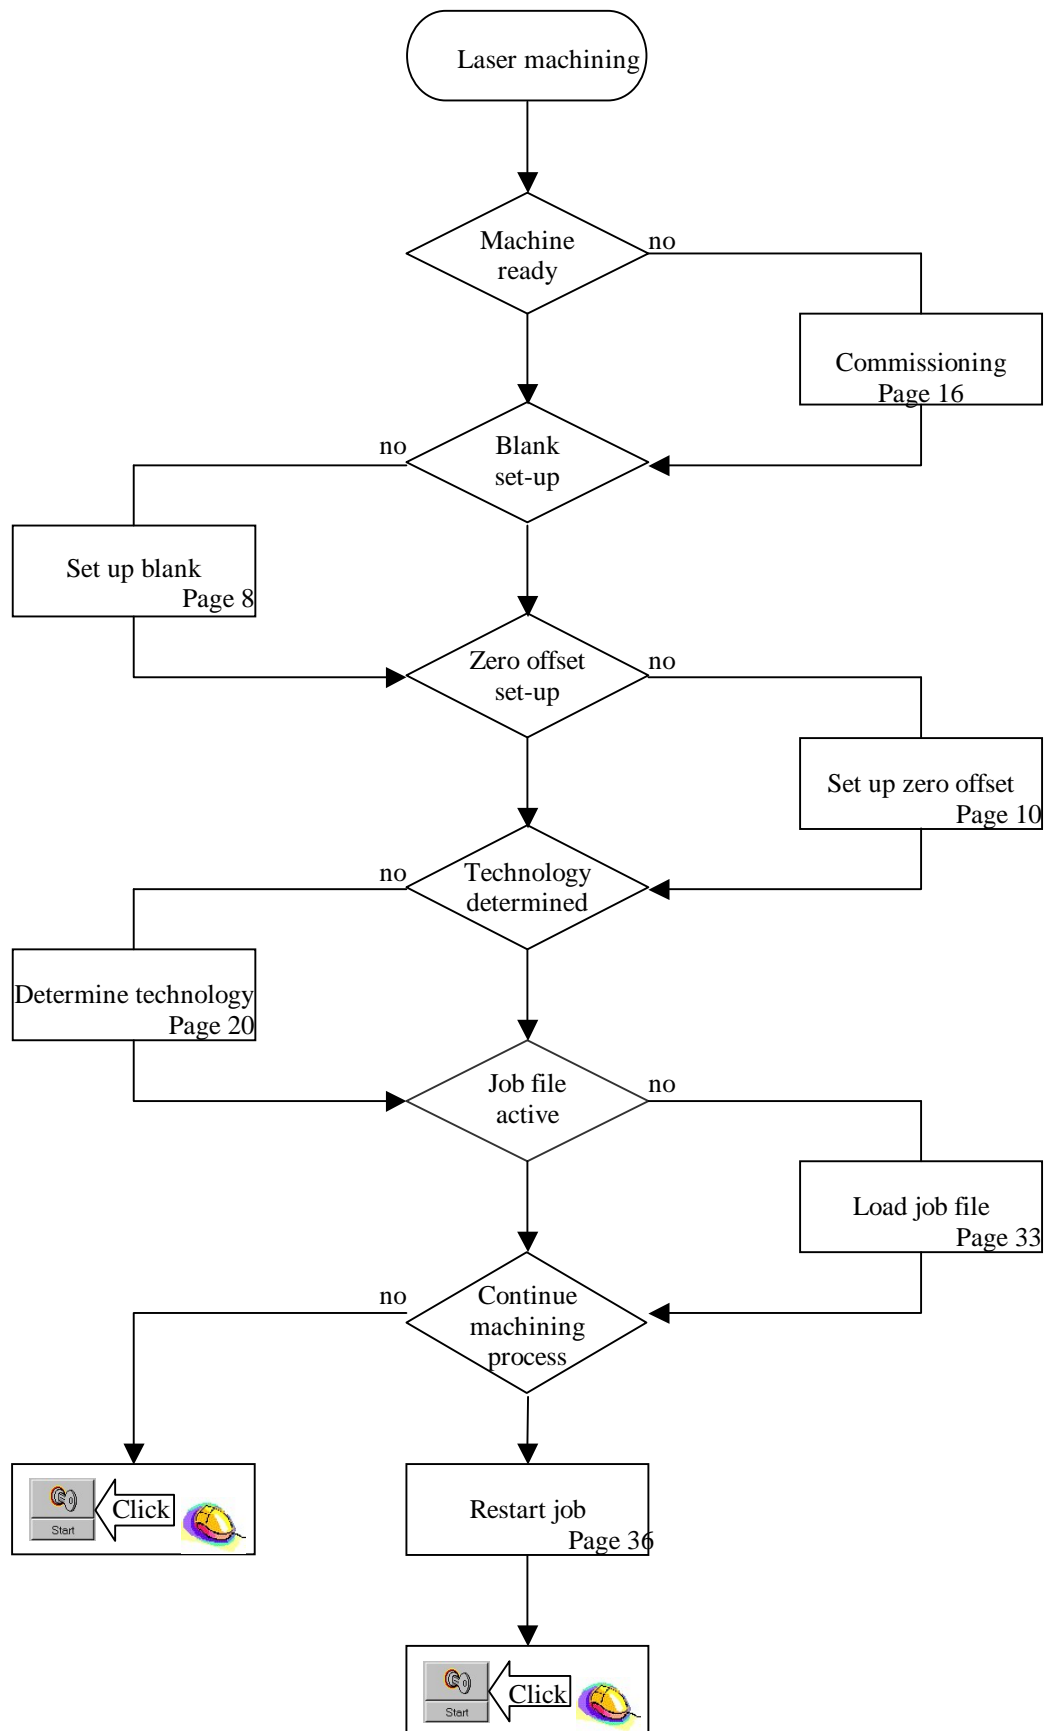 Laser machining
Machine
ready
no
Commissioning
Page 16
no
Blank
set-up
Set up blank
Page 8
Zero offset
set-up
no
Set up zero offset
Page 10
no
Technology
determined
Determine technology
Page 20
Job file
active
no
Load job file
Page 33
no
Continue
machining
process
Start
Click
Restart job
Page 36
Start
Click